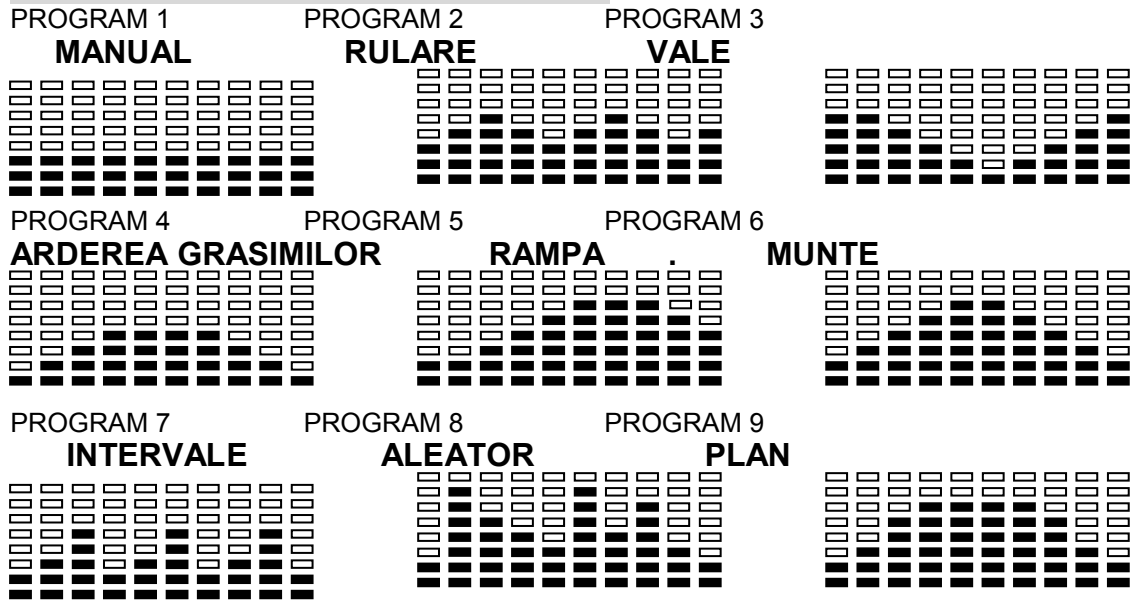 PROGRAM 1 PROGRAM 2 PROGRAM 3
MANUAL RULARE VALE
PROGRAM 4 PROGRAM 5 PROGRAM 6
ARDEREA GRASIMILOR RAMPA . MUNTE
PROGRAM 7 PROGRAM 8 PROGRAM 9
INTERVALE ALEATOR PLAN